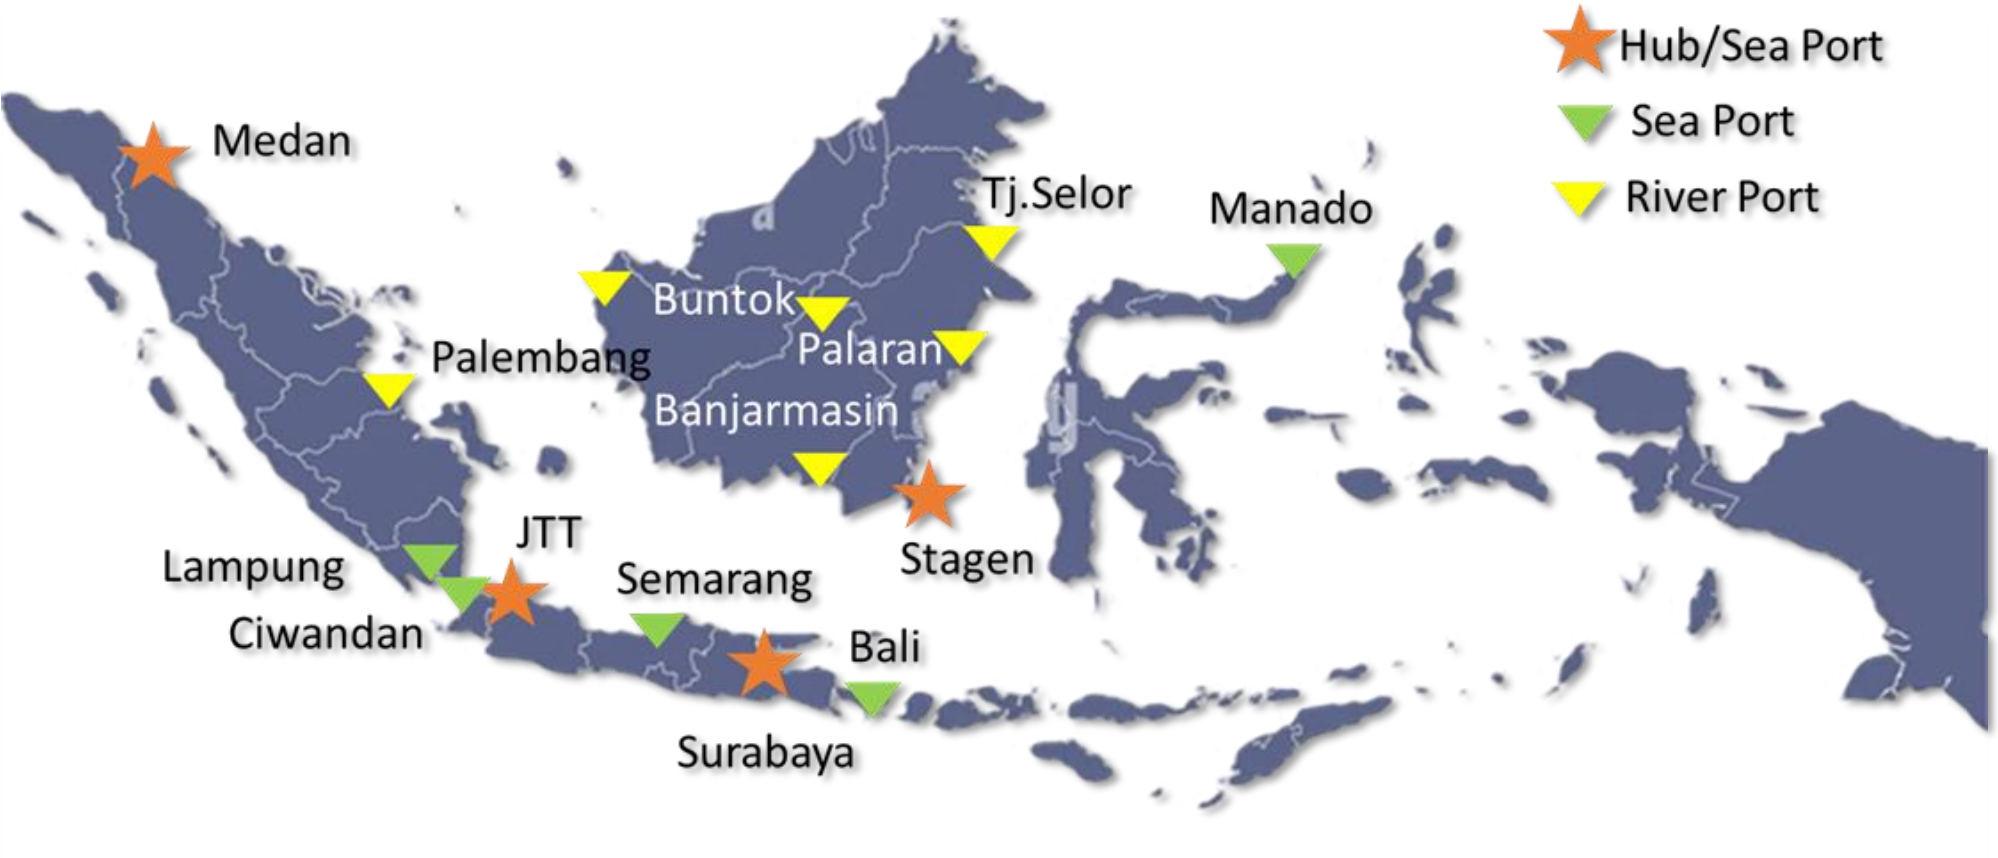 Hub/Sea Port
Sea Port
River Port
Medan
Tj.Selor
Manado
Buntok
Palaran
Palembang
Banjarmasin
JTT
Lampung
Semarang
Stagen
Ciwandan
Bali
Surabaya
a
r
g